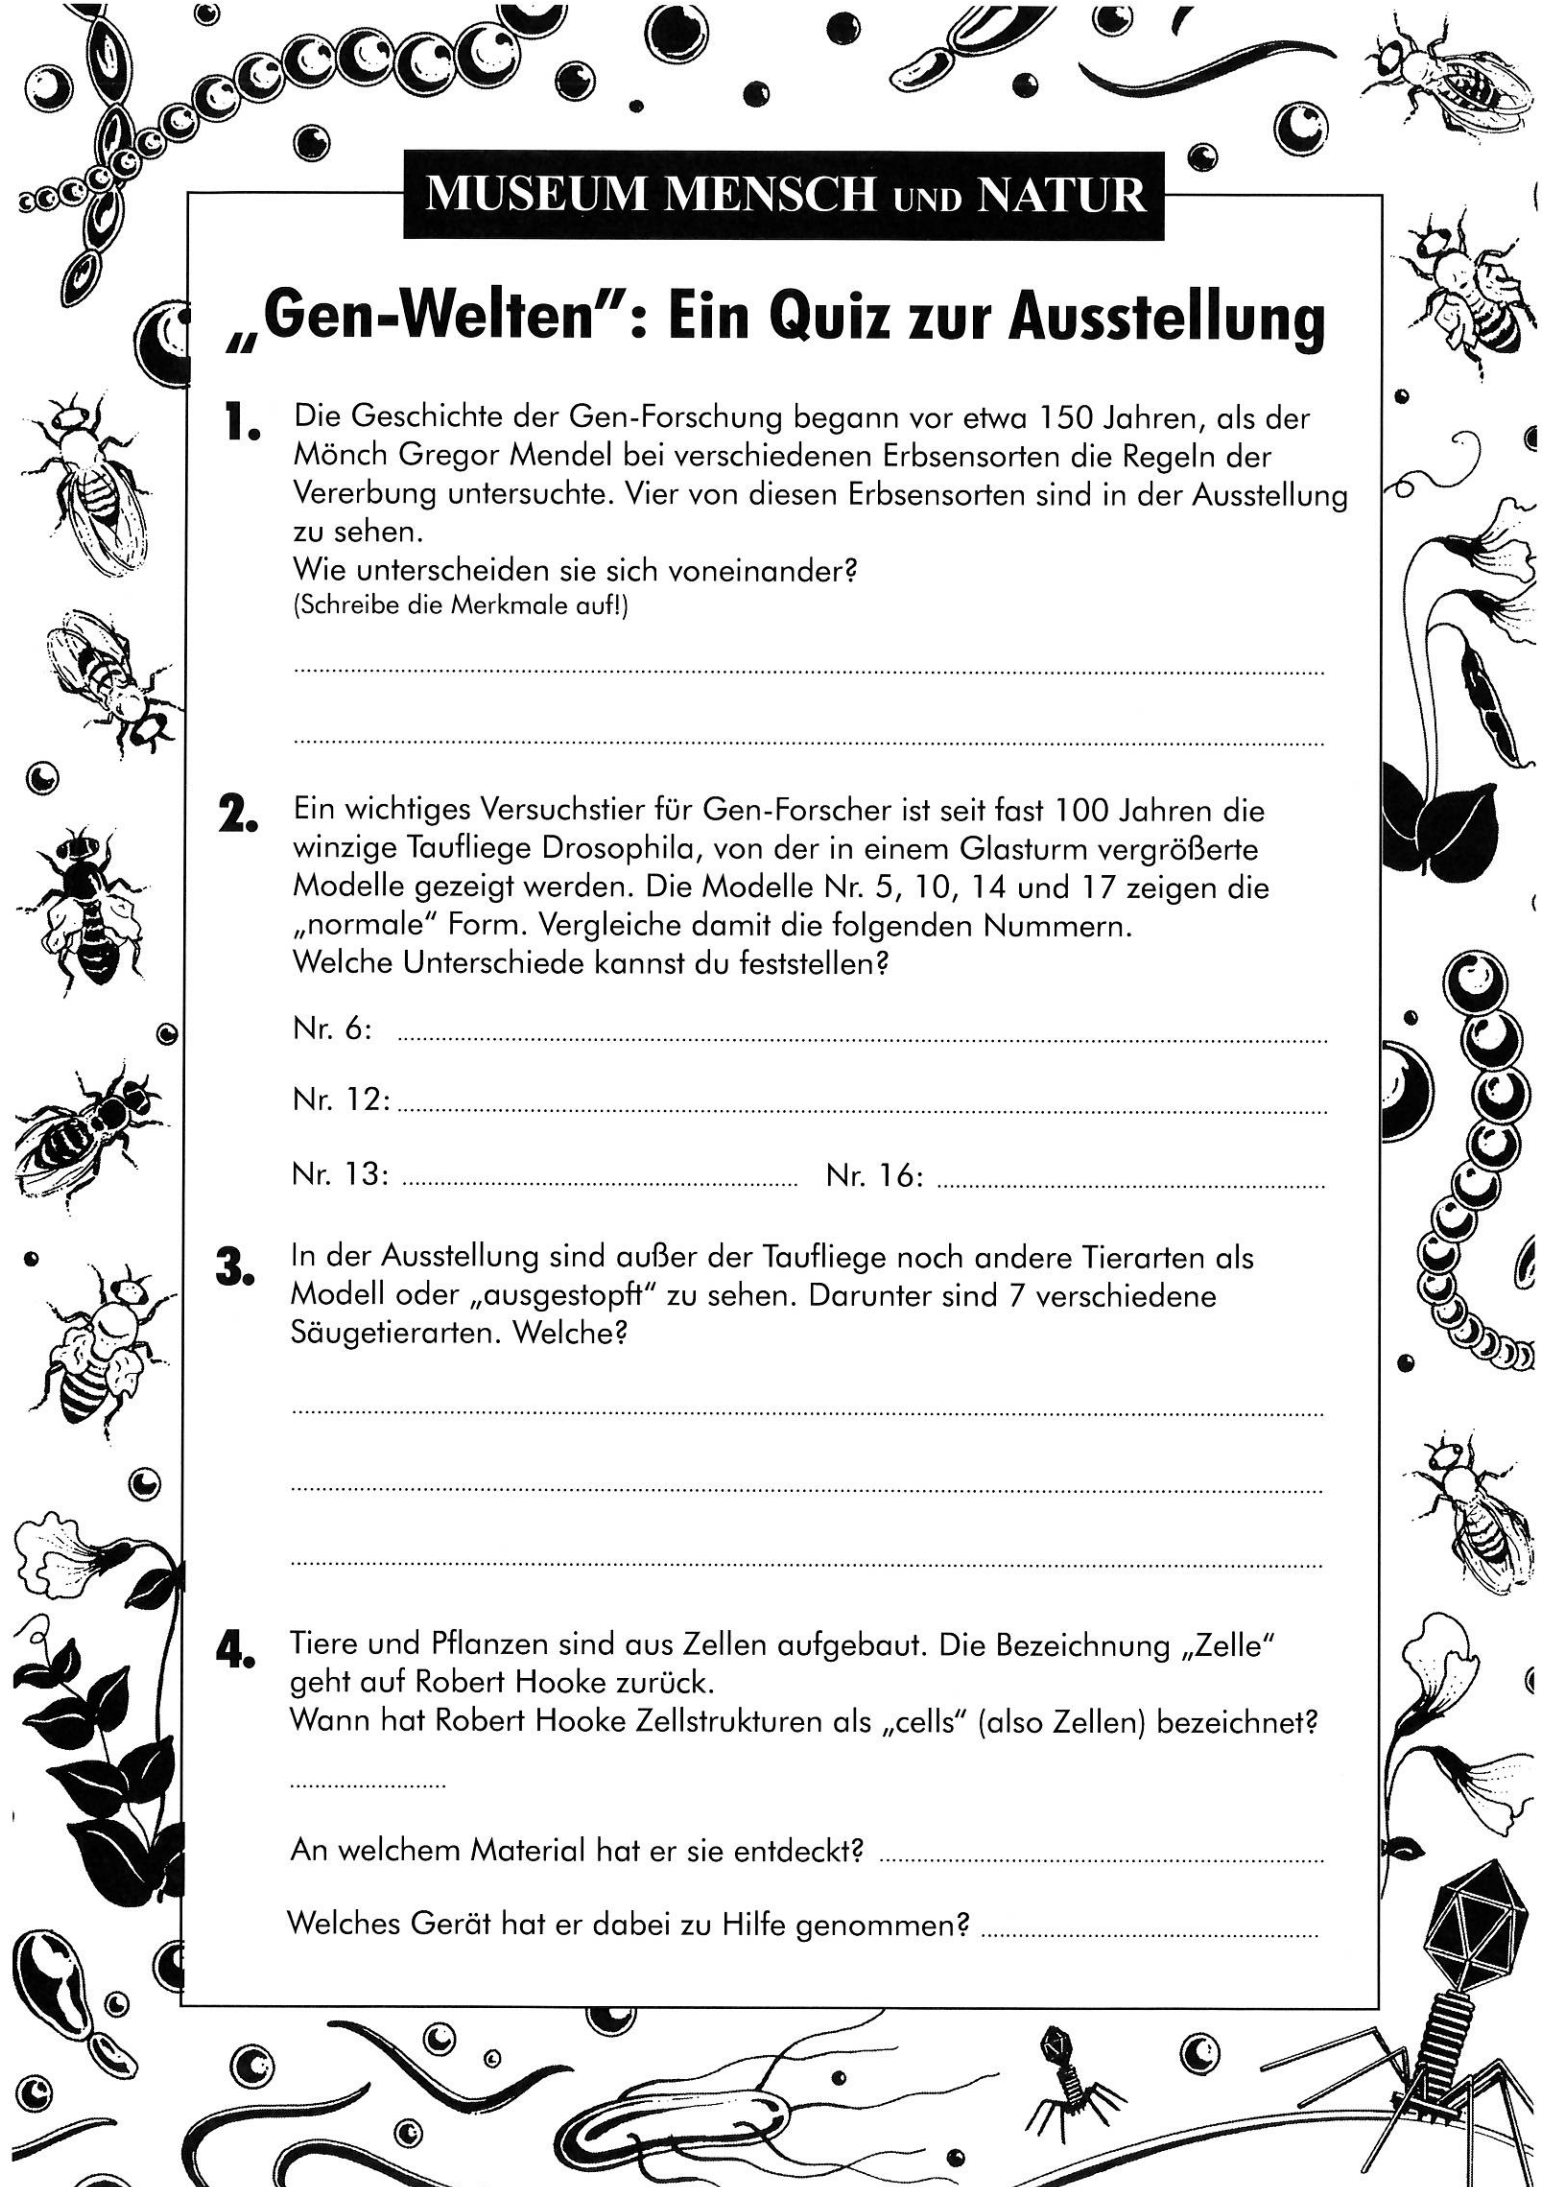 MUSEUM MENSCH UND NATUR
„Gen-Welten”: Ein Quiz zur Ausstellung
1. Die Geschichte der Gen-Forschung begann vor etwa 150 Jahren, als der
Mönch Gregor Mendel bei verschiedenen Erbsensorten die Regeln der
Vererbung untersuchte. Vier von diesen Erbsensorten sind in der Ausstellung
zu sehen.
Wie unterscheiden sie sich voneinander?
(Schreibe die Merkmale auf!)
2. Ein wichtiges Versuchstier für Gen-Forscher ist seit fast 100 Jahren die
winzige Taufliege Drosophila, von der in einem Glasturm vergrößerte
Modelle gezeigt werden. Die Modelle Nr. 5, 10, 14 und 17 zeigen die
„normale“ Form. Vergleiche damit die folgenden Nummern.
Welche Unterschiede kannst du feststellen?
Nr. 6:
Nr. 12:
Nr. 13: Nr. 16:
3. In der Ausstellung sind außer der Taufliege noch andere Tierarten als
Modell oder „ausgestopft“ zu sehen. Darunter sind 7 verschiedene
Säugetierarten. Welche?
4. Tiere und Pflanzen sind aus Zellen aufgebaut. Die Bezeichnung „Zelle“
geht auf Robert Hooke zurück.
Wann hat Robert Hooke Zellstrukturen als „cells“ (also Zellen) bezeichnet?
An welchem Material hat er sie entdeckt?
Welches Gerät hat er dabei zu Hilfe genommen?